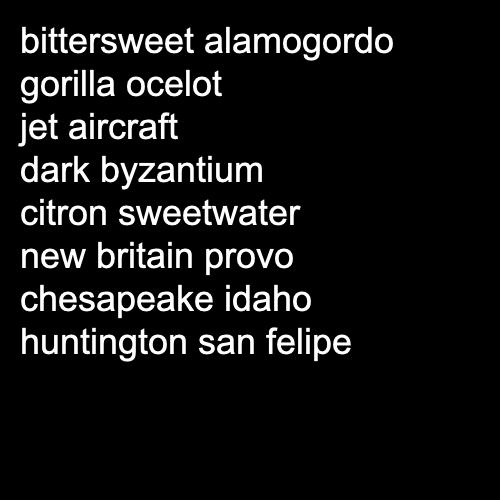 bittersweet alamogordo
gorilla ocelot
jet aircraft
dark byzantium
citron sweetwater
new britain provo
chesapeake idaho
huntington san felipe